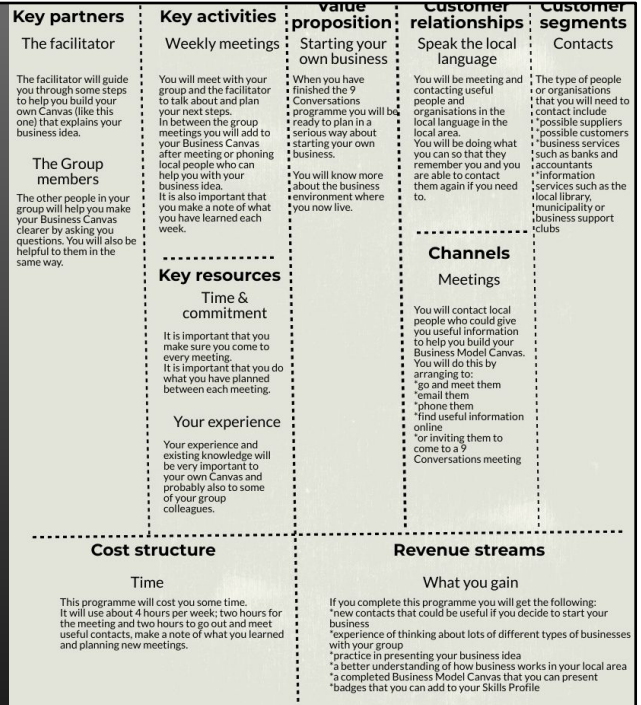 Key partners
The facilitator
The facilitator will guide
you through some steps
to help you build your
own Canvas (like this
one) that explains your
business idea.
The Group
members
The other people in your
group will help you make
your Business Canvas
clearer by asking you
questions. You will also be
helpful to them in the
same way.
Key activities
Weekly meetings
You will meet with your
group and the facilitator
to talk about and plan
your next steps.
In between the group
meetings you will add to
your Business Canvas
after meeting or phoning
local people who can
help you with your
business idea.
It is also important that
you make a note of what
you have learned each
week.
Key resources
Time &
commitment
It is important that you
make sure you come to
every meeting.
It is important that you do
what you have planned
between each meeting.
Your experience
Your experience and
existing knowledge will
be very important to
your own Canvas and
probably also to some
of your group
colleagues.
Value
proposition
Starting your
own business
When you have
finished the 9
Conversations
programme you will be
ready to plan in a
serious way about
starting your own
business.
You will know more
about the business
environment where
you now live.
Customer
relationships
Speak the local
language
You will be meeting and
contacting useful
people and
organisations in the
local language in the
local area.
You will be doing what
you can so that they
remember you and you
are able to contact
them again if you need
to.
Channels
Meetings
You will contact local
people who could give
you useful information
to help you build your
Business Model Canvas.
You will do this by
arranging to:
*go and meet them
*email them
*phone them
*find useful information
online
*or inviting them to
come to a 9
Conversations meeting
Customer
segments
Contacts
The type of people
or organisations
that you will need to
contact include
*possible suppliers
*possible customers
*business services
such as banks and
accountants
*information
services such as the
local library,
municipality or
business support
clubs
Cost structure
Time
This programme will cost you some time.
It will use about 4 hours per week; two hours for
the meeting and two hours to go out and meet
useful contacts, make a note of what you learned
and planning new meetings.
Revenue streams
What you gain
If you complete this programme you will get the following:
*new contacts that could be useful if you decide to start your
business
*experience of thinking about lots of different types of businesses
with your group
*practice in presenting your business idea
*a better understanding of how business works in your local area
*a completed Business Model Canvas that you can present
*badges that you can add to your Skills Profile